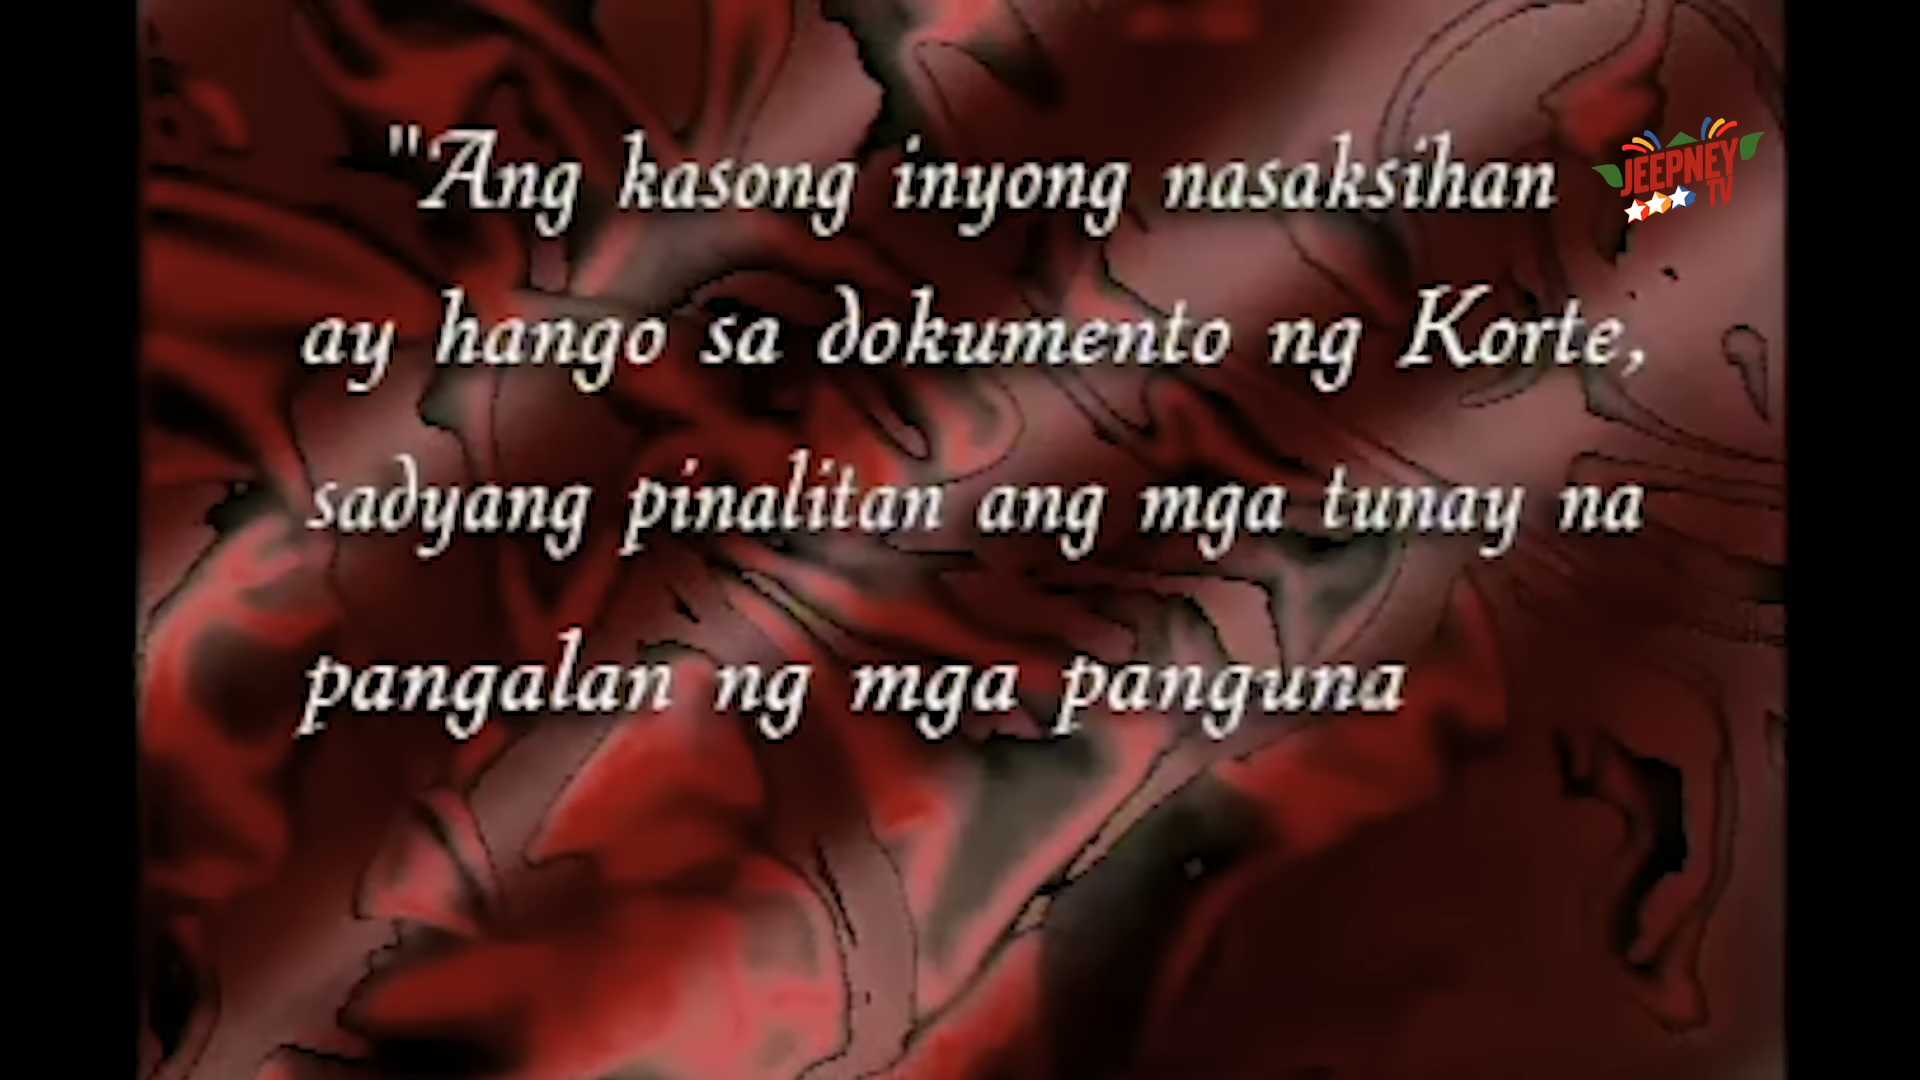 "Ang kasong inyong nasaksihan
ay hango sa dokumento ng Korte,
sadyang pinalitan ang mga tunay na
pangalan ng mga panguna
JEEPNEY
TV